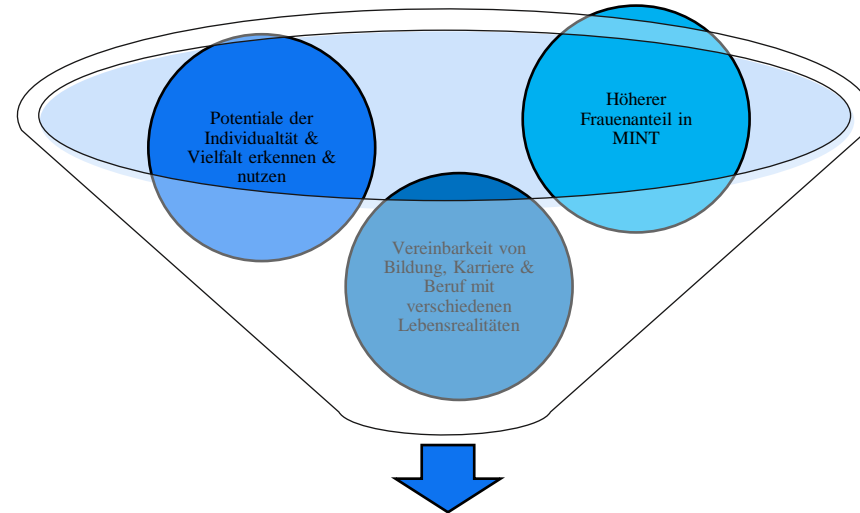 Potentiale der
Individualtät &
Vielfalt erkennen &
nutzen
Höherer
Frauenanteil in
MINT
Vereinbarkeit von
Bildung, Karriere &
Beruf mit
verschiedenen
Lebensrealitäten